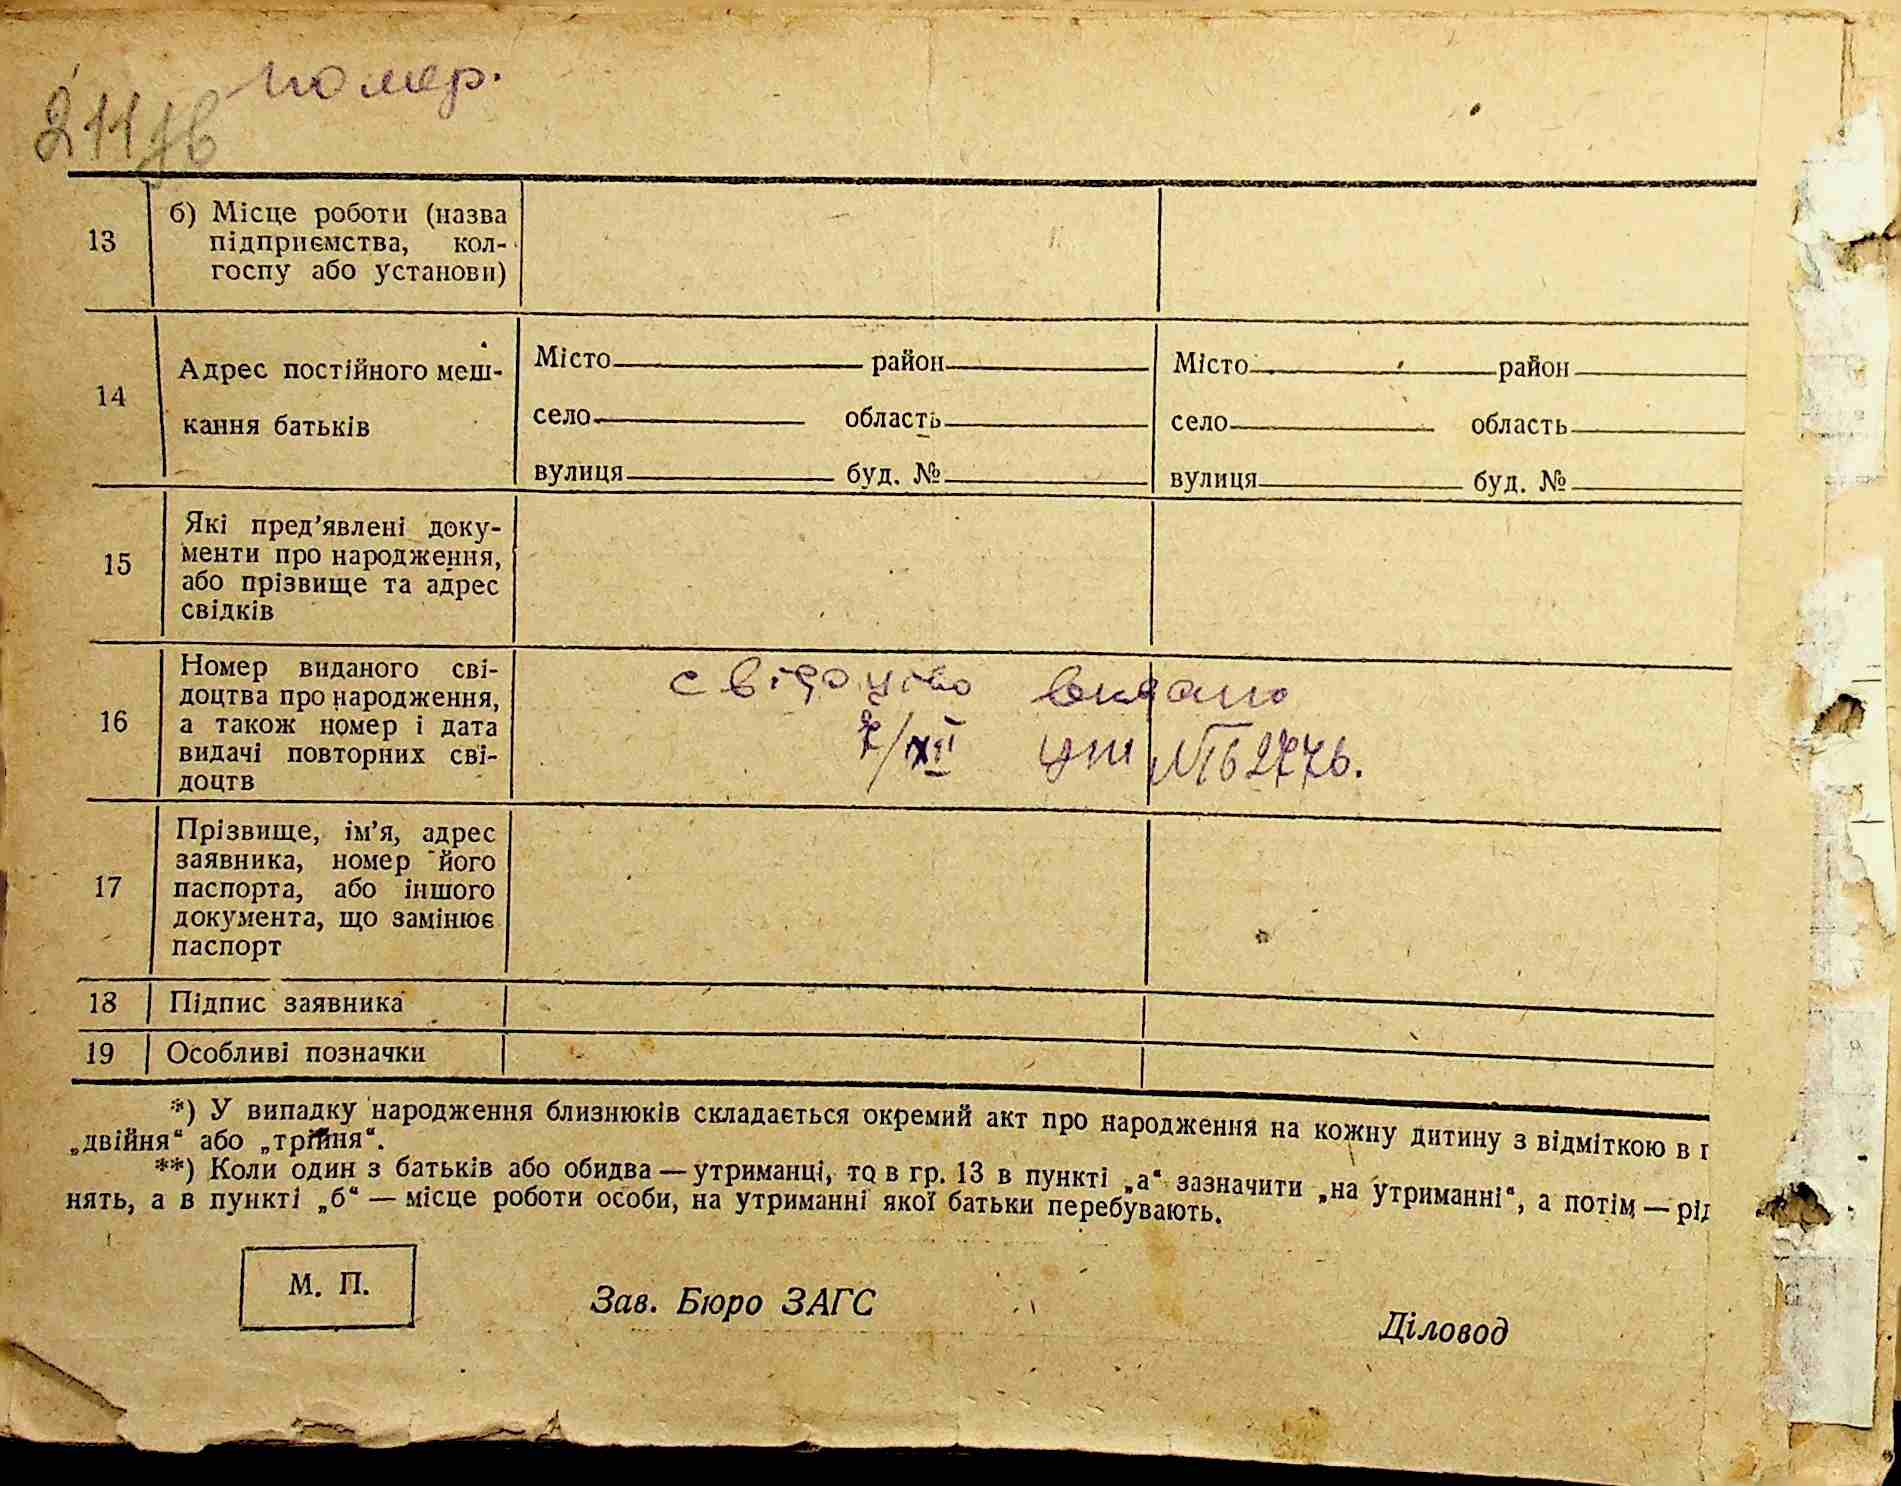 помер.
211 зв
13
б) Місце роботи (назва
підприємства, кол-
госпу або установи)
14
Адрес постійного меш-
кання батьків
Місто район Місто район
село область село область
вулиця буд. № вулиця буд. №
15
Які пред’явлені доку-
менти про народження,
або прізвище та адрес
свідків
16
Номер виданого сві-
доцтва про народження,
а також номер і дата
видачі повторних сві-
доцтв
свідоцтво видано
7/XII № 62776.
17
Прізвище, ім’я, адрес
заявника, номер його
паспорта, або іншого
документа, що замінює
паспорт
18 Підпис заявника
19 Особливі позначки
*) У випадку народження близнюків складається окремий акт про народження на кожну дитину з відміткою в г
„двійня“ або „трійня“.
**) Коли один з батьків або обидва — утриманці, то в гр. 13 в пункті „а“ зазначити „на утриманні“, а потім — рід
нять, а в пункті „б“ — місце роботи особи, на утриманні якої батьки перебувають.
М. П.
Зав. Бюро ЗАГС
Діловод